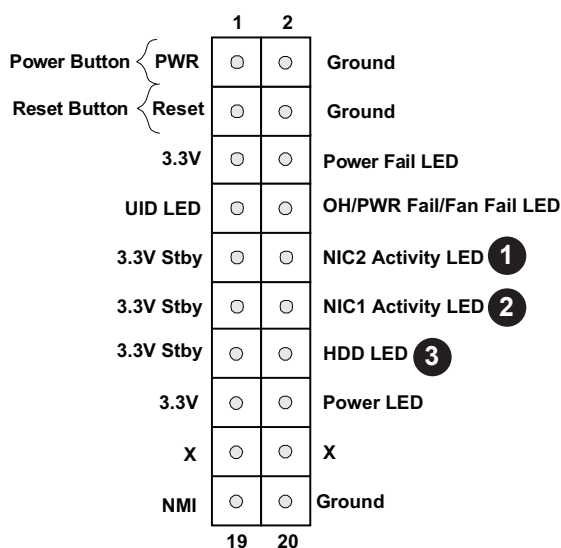 1 2
Power Button PWR Ground
Reset Button Reset Ground
3.3V Power Fail LED
UID LED OH/PWR Fail/Fan Fail LED
3.3V Stby NIC2 Activity LED 1
3.3V Stby NIC1 Activity LED 2
3.3V Stby HDD LED 3
3.3V Power LED
X X
NMI Ground
19 20